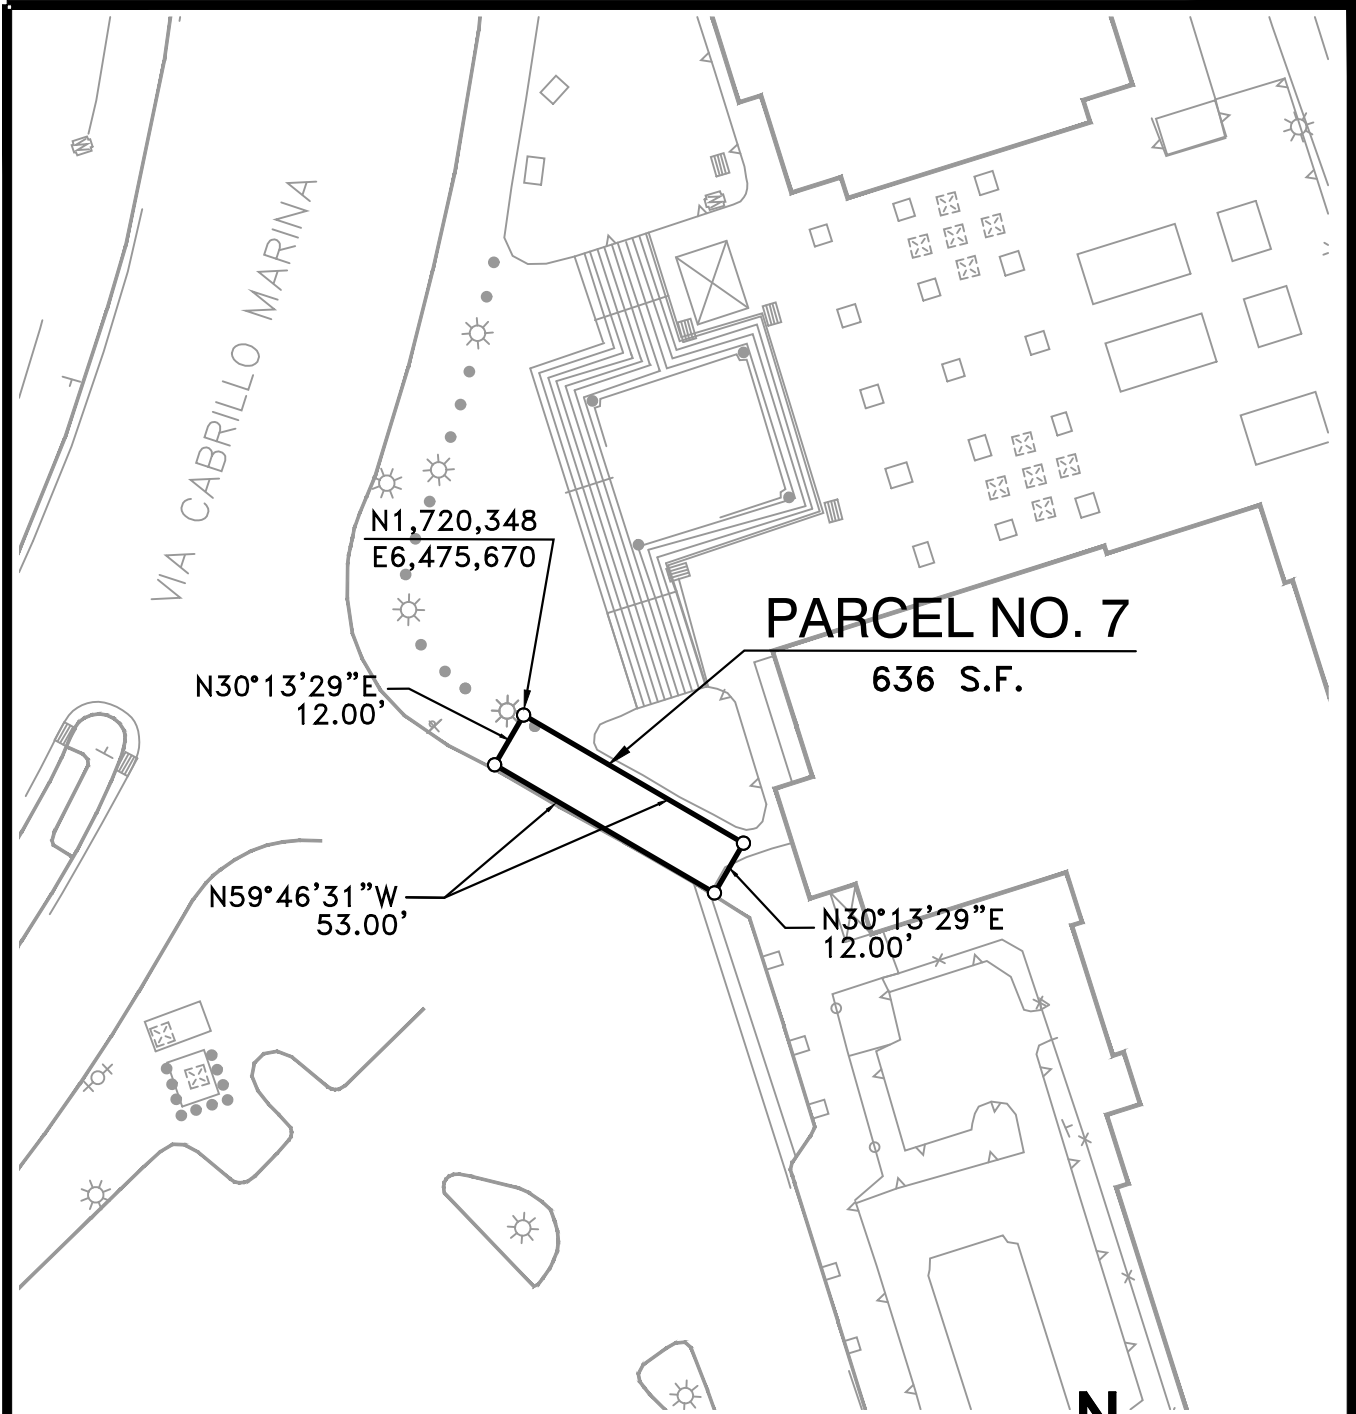 VIA CABRILLO MARINA
N1,720,348
E6,475,670
PARCEL NO. 7
636 S.F.
N30°13'29"E
12.00'
N59°46'31"W
53.00'
N30°13'29"E
12.00'
N